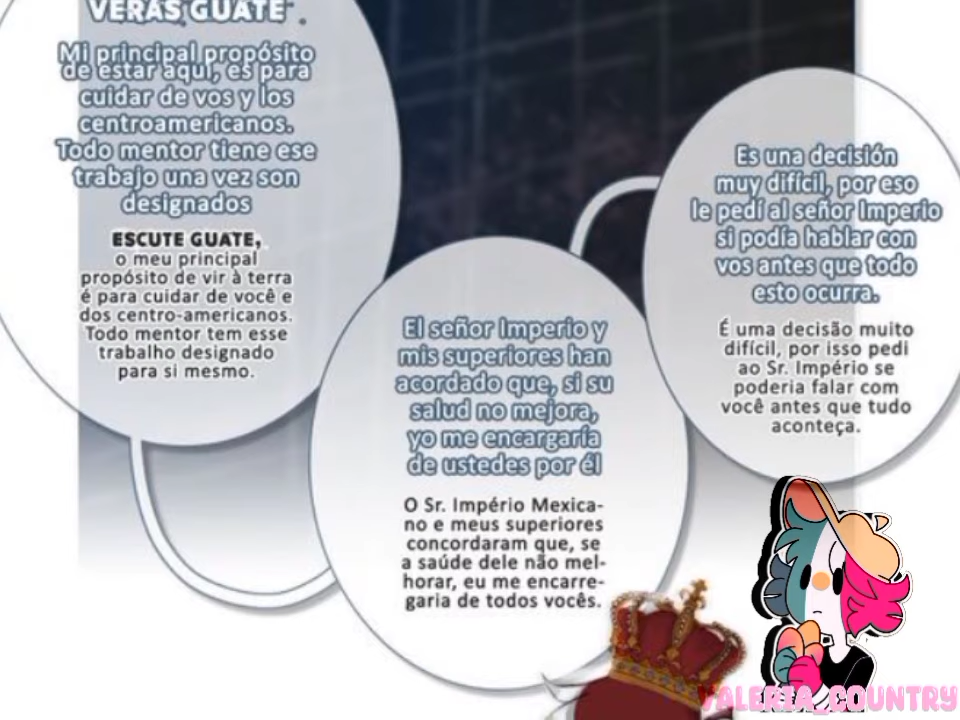 VERÁS GUATE,
Mi principal propósito
de estar aquí, es para
cuidar de vos y los
centroamericanos.
Todo mentor tiene ese
trabajo una vez son
designados
ESCUTE GUATE,
o meu principal
propósito de vir à terra
é para cuidar de você e
dos centro-americanos.
Todo mentor tem esse
trabalho designado
para si mesmo.
El señor Imperio y
mis superiores han
acordado que, si su
salud no mejora,
yo me encargaría
de ustedes por él
O Sr. Império Mexica-
no e meus superiores
concordaram que, se
a saúde dele não mel-
horar, eu me encarre-
garia de todos vocês.
Es una decisión
muy difícil, por eso
le pedí al señor Imperio
si podía hablar con
vos antes que todo
esto ocurra.
É uma decisão muito
difícil, por isso pedi
ao Sr. Império se
poderia falar com
você antes que tudo
aconteça.
VALERIA_COUNTRY